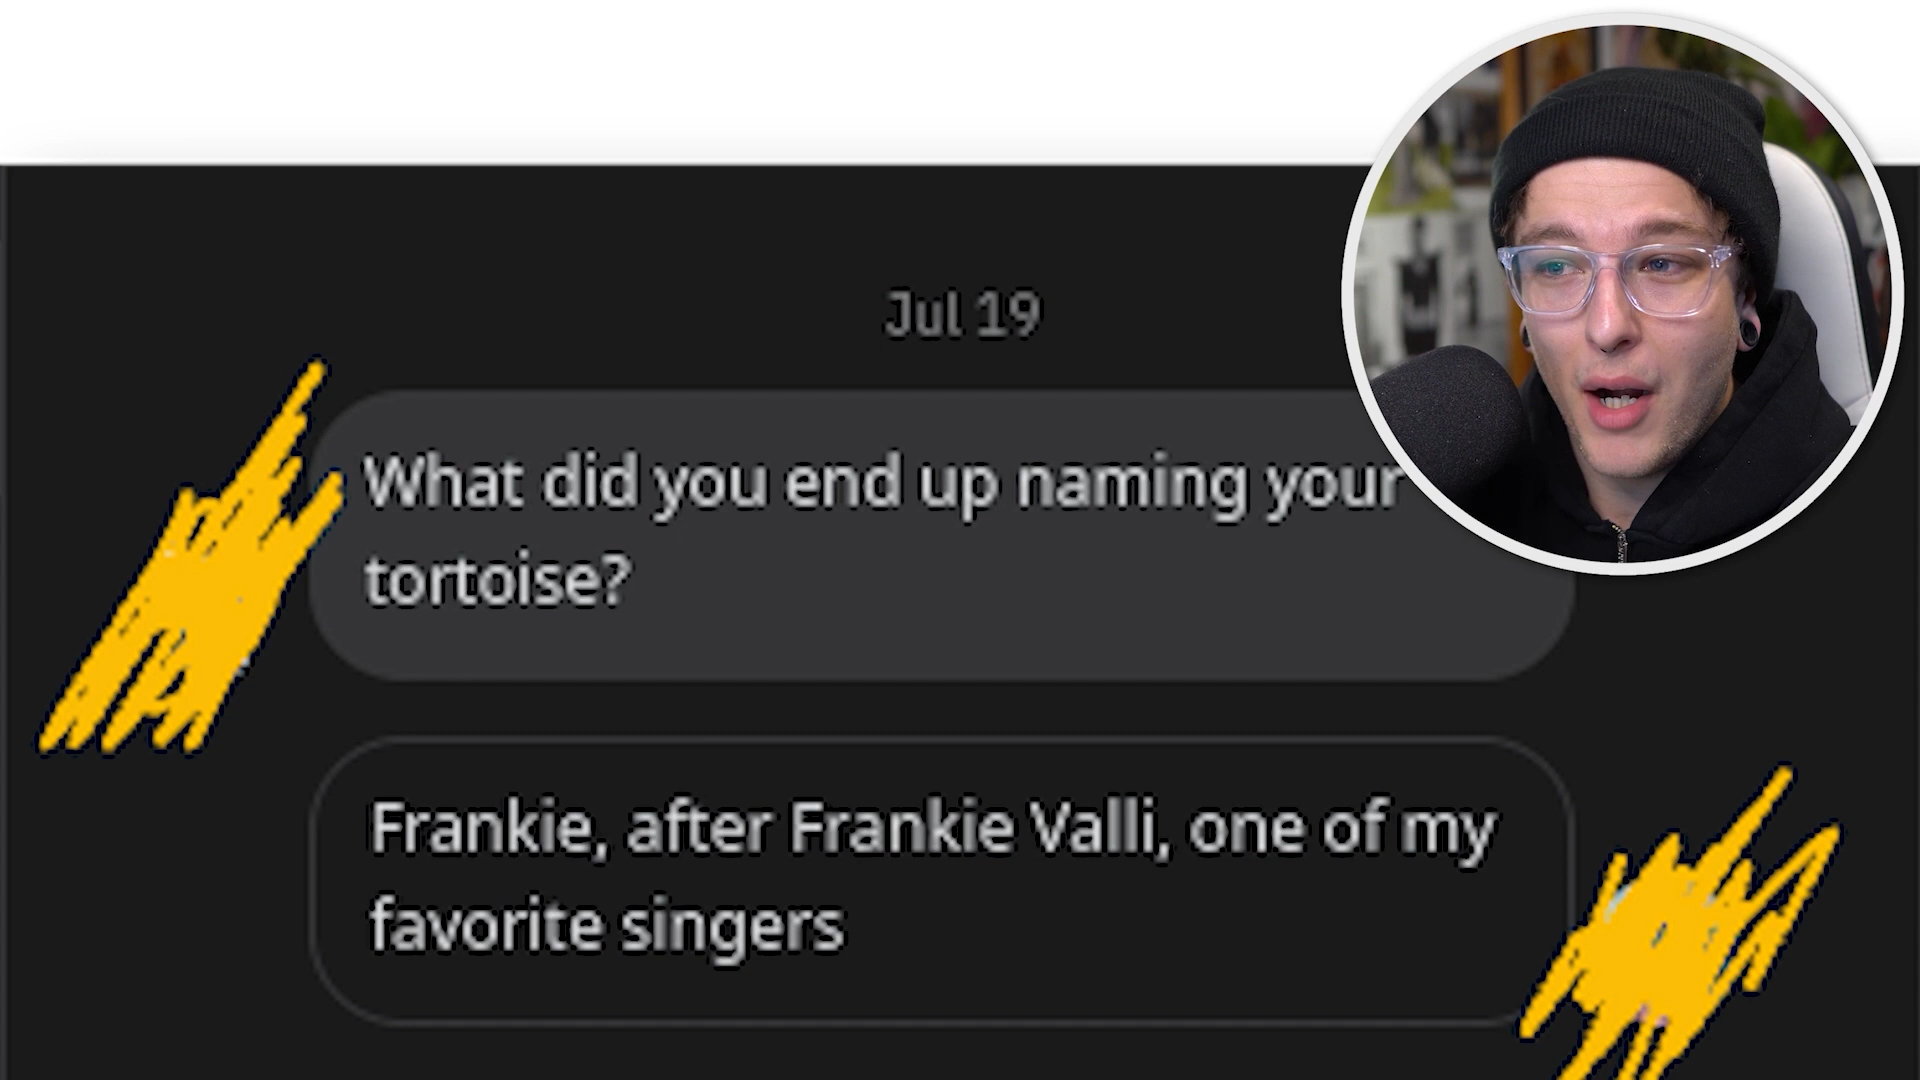 Jul 19
What did you end up naming your
tortoise?
Frankie, after Frankie Valli, one of my
favorite singers